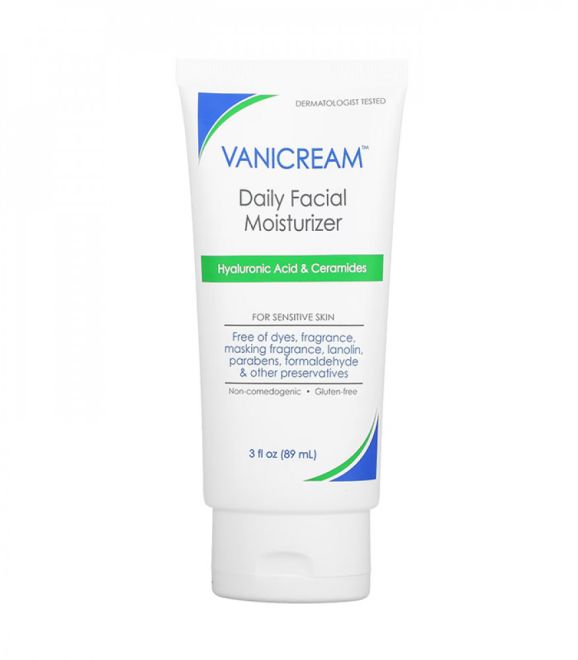 DERMATOLOGIST TESTED
VANICREAM™
Daily Facial
Moisturizer
Hyaluronic Acid & Ceramides
FOR SENSITIVE SKIN
Free of dyes, fragrance,
masking fragrance, lanolin,
parabens, formaldehyde
& other preservatives
Non-comedogenic • Gluten-free
3 fl oz (89 mL)